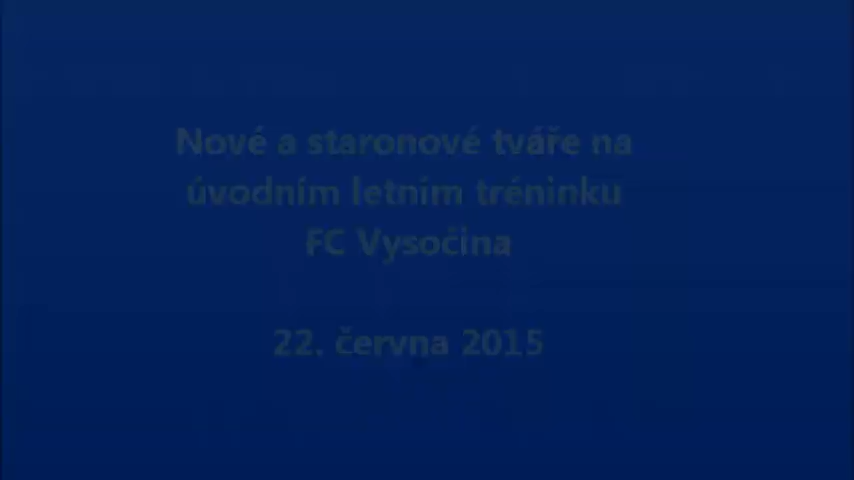 Nové a staronové tváře na
úvodním letním tréninku
FC Vysočina
22. června 2015